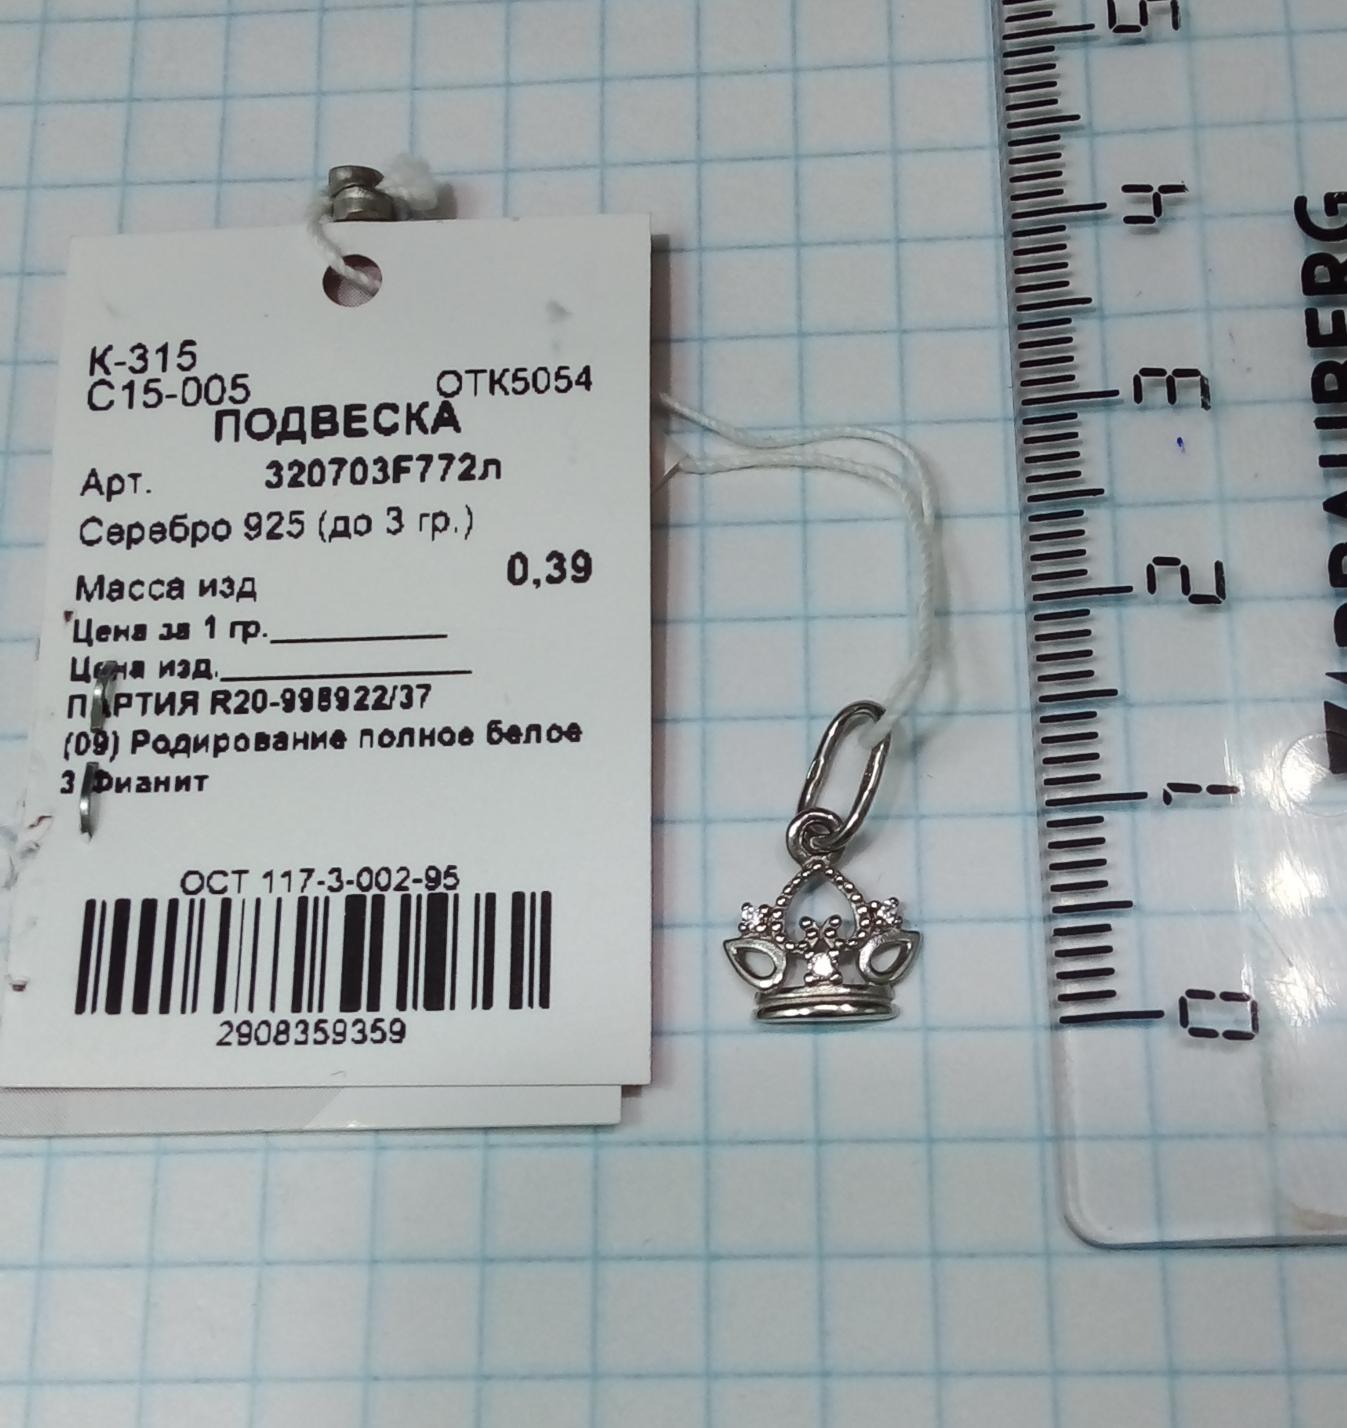 К-315
С15-005 ОТК5054
ПОДВЕСКА
Арт. 320703F772л
Серебро 925 (до 3 гр.)
Масса изд 0,39
Цена за 1 гр.
Цена изд.
ПАРТИЯ R20-998922/37
(09) Родирование полное белое
3 Фианит
ОСТ 117-3-002-95
2908359359
5
4
3
2
1
0